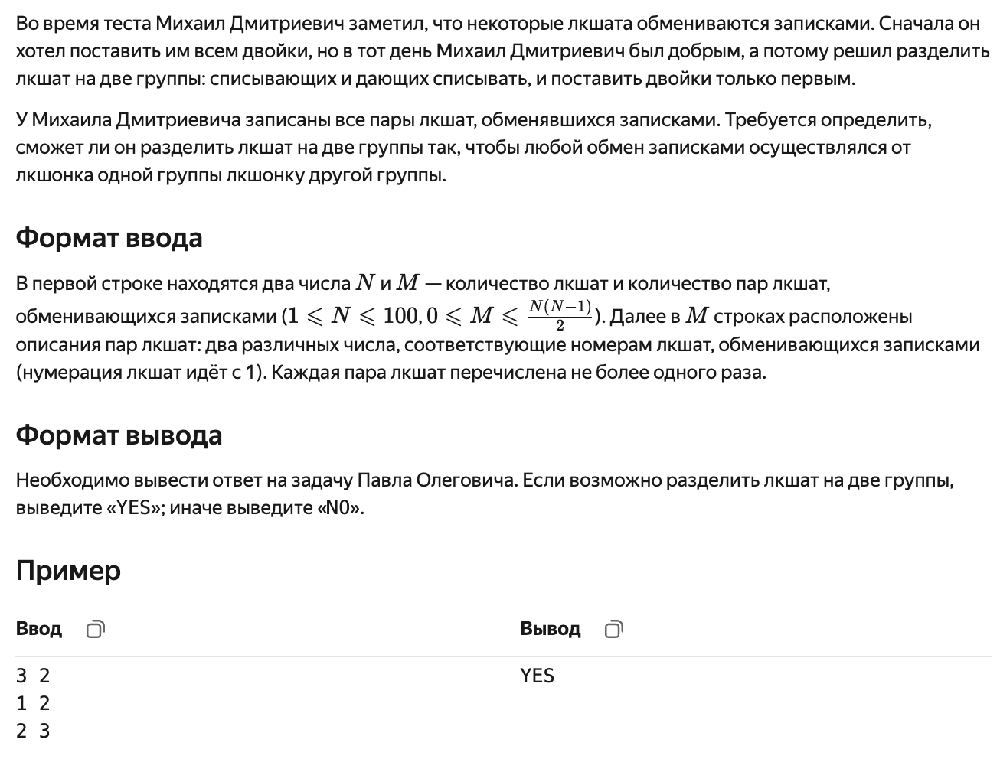 Во время теста Михаил Дмитриевич заметил, что некоторые лкшата обмениваются записками. Сначала он
хотел поставить им всем двойки, но в тот день Михаил Дмитриевич был добрым, а потому решил разделить
лкшат на две группы: списывающих и дающих списывать, и поставить двойки только первым.
У Михаила Дмитриевича записаны все пары лкшат, обменявшихся записками. Требуется определить,
сможет ли он разделить лкшат на две группы так, чтобы любой обмен записками осуществлялся от
лкшонка одной группы лкшонку другой группы.
Формат ввода
В первой строке находятся два числа N и M — количество лкшат и количество пар лкшат,
обменивающихся записками (1 ⩽ N ⩽ 100, 0 ⩽ M ⩽ N(N−1)/2). Далее в M строках расположены
описания пар лкшат: два различных числа, соответствующие номерам лкшат, обменивающихся записками
(нумерация лкшат идёт с 1). Каждая пара лкшат перечислена не более одного раза.
Формат вывода
Необходимо вывести ответ на задачу Павла Олеговича. Если возможно разделить лкшат на две группы,
выведите «YES»; иначе выведите «NO».
Пример
Ввод Вывод
3 2 YES
1 2
2 3